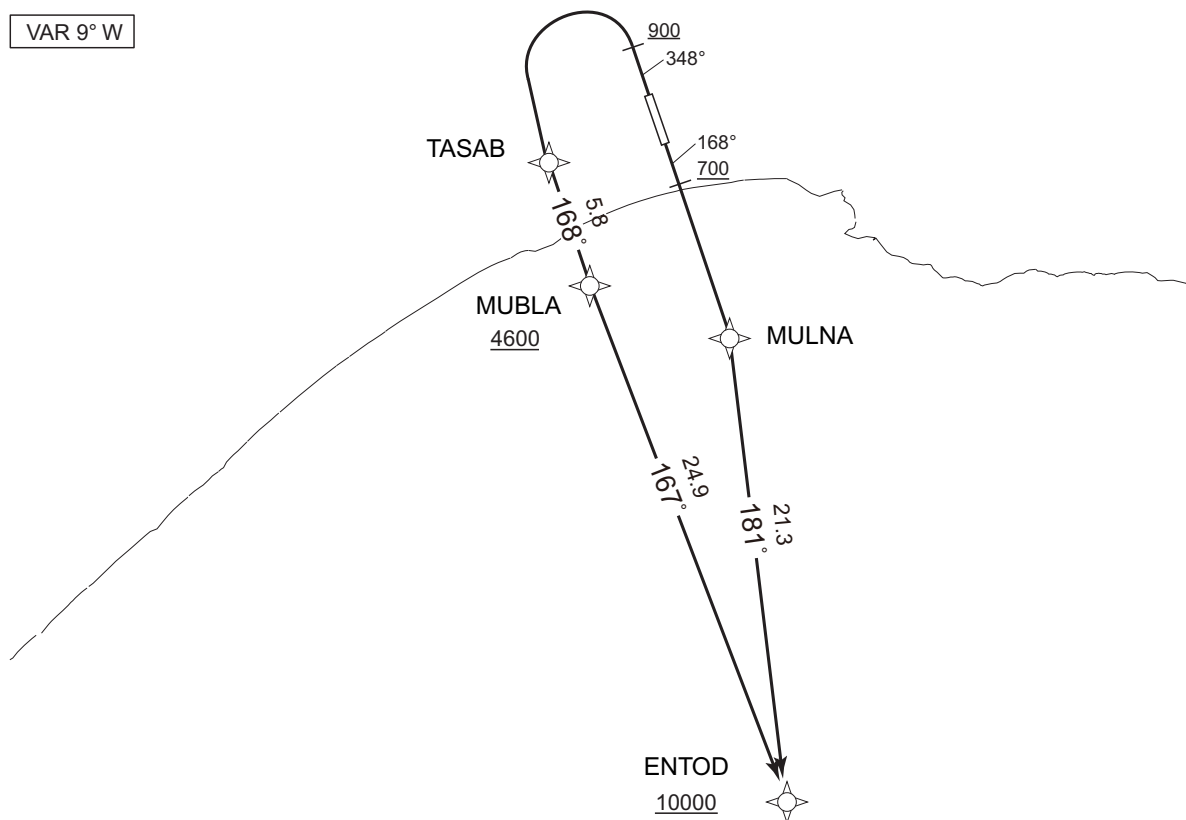 VAR 9° W
900
348°
TASAB
168°
700
5.8
168°
MUBLA
4600
MULNA
24.9
167°
21.3
181°
ENTOD
10000